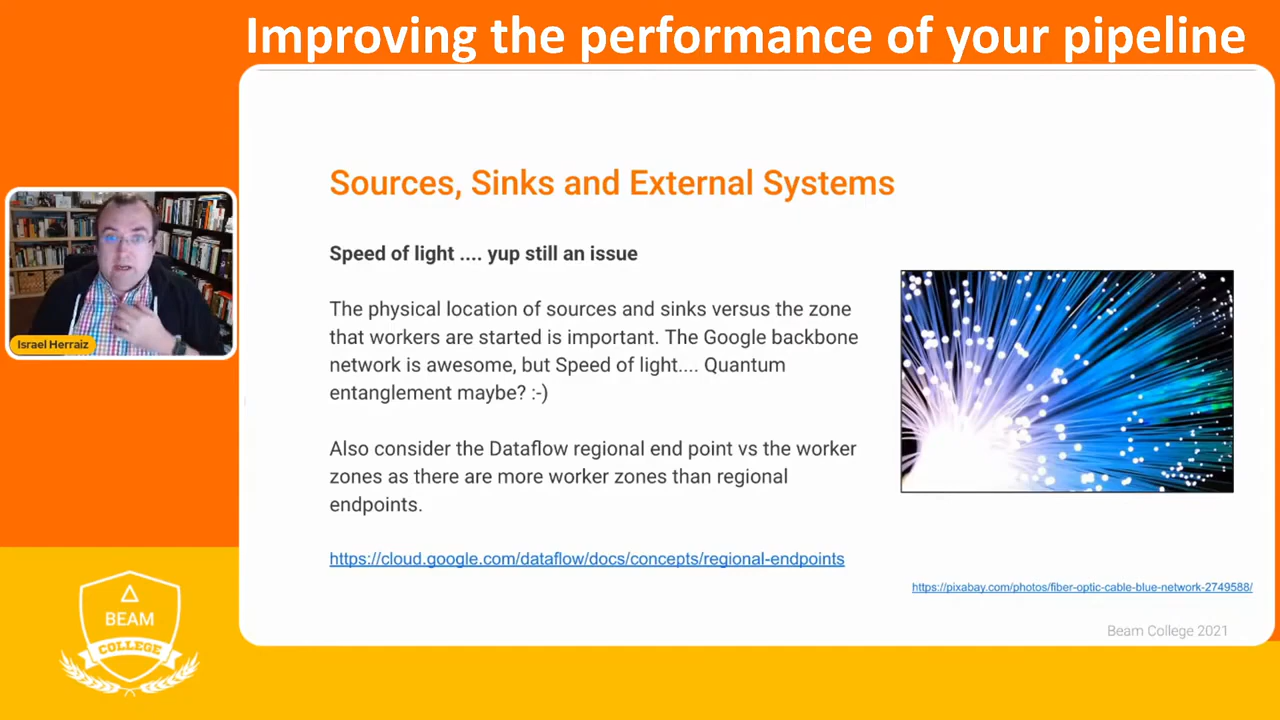 Improving the performance of your pipeline
Sources, Sinks and External Systems
Speed of light .... yup still an issue
The physical location of sources and sinks versus the zone
that workers are started is important. The Google backbone
network is awesome, but Speed of light.... Quantum
entanglement maybe? :-)
Also consider the Dataflow regional end point vs the worker
zones as there are more worker zones than regional
endpoints.
https://cloud.google.com/dataflow/docs/concepts/regional-endpoints
https://pixabay.com/photos/fiber-optic-cable-blue-network-2749588/
Beam College 2021
Israel Herraiz
BEAM
COLLEGE